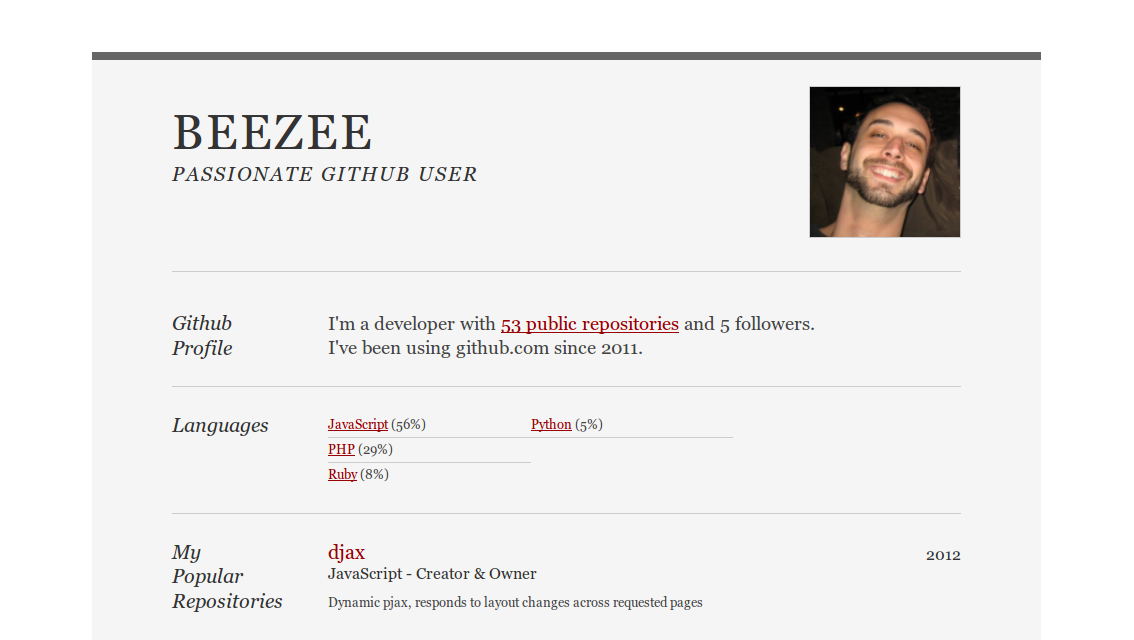 BEEZEE
PASSIONATE GITHUB USER
Github
Profile
I'm a developer with 53 public repositories and 5 followers.
I've been using github.com since 2011.
Languages
JavaScript (56%)
Python (5%)
PHP (29%)
Ruby (8%)
My
Popular
Repositories
djax
2012
JavaScript - Creator & Owner
Dynamic pjax, responds to layout changes across requested pages